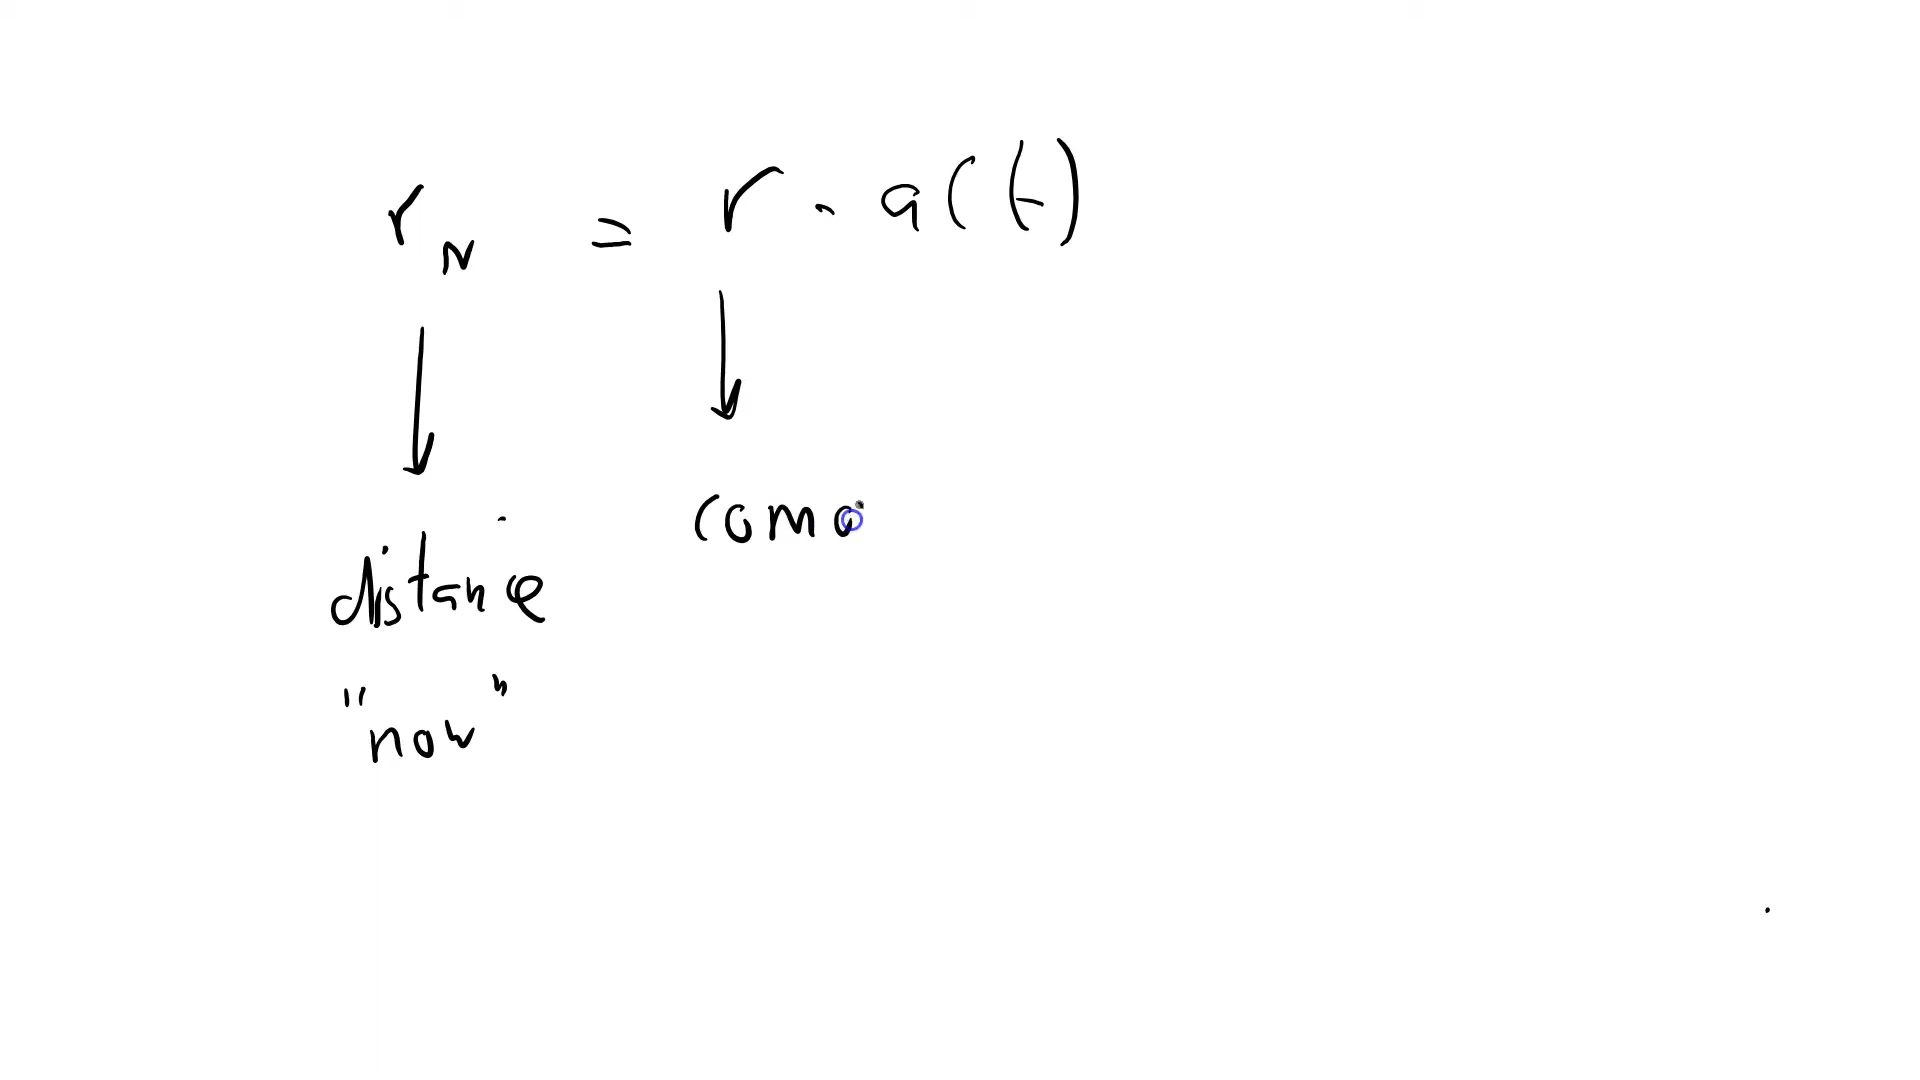 r_N = r · a(t)
distance como
"now"